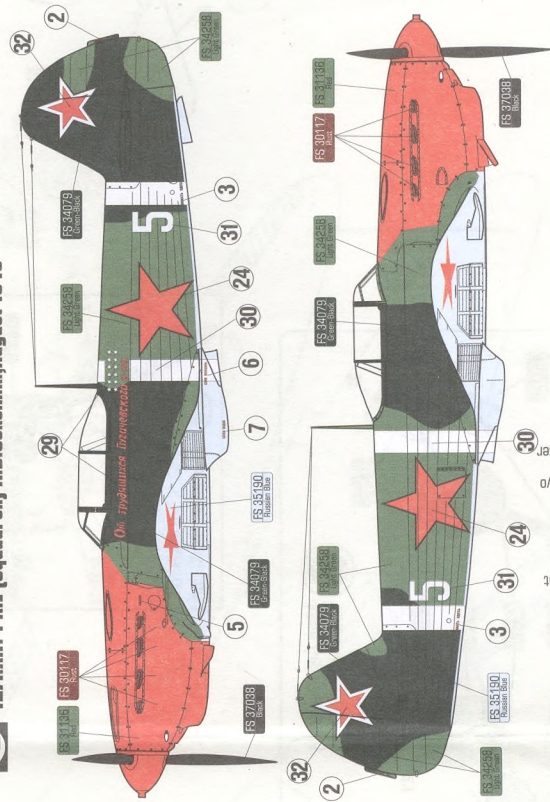 32
2
FS 34258
Light Green
FS 34079
Green-Black
5
3
31
FS 34258
Light Green
24
30
6
7
29
От трудящихся Пугачевского
FS 35190
Russian Blue
FS 34079
Green-Black
5
FS 30117
Rust
FS 31136
Red
FS 37038
Black
FS 37038
Black
FS 31136
Red
FS 30117
Rust
FS 34258
Light Green
FS 34079
Green-Black
30
24
5
31
3
FS 34258
Light Green
FS 34079
Green-Black
FS 35190
Russian Blue
32
2
FS 34258
Light Green